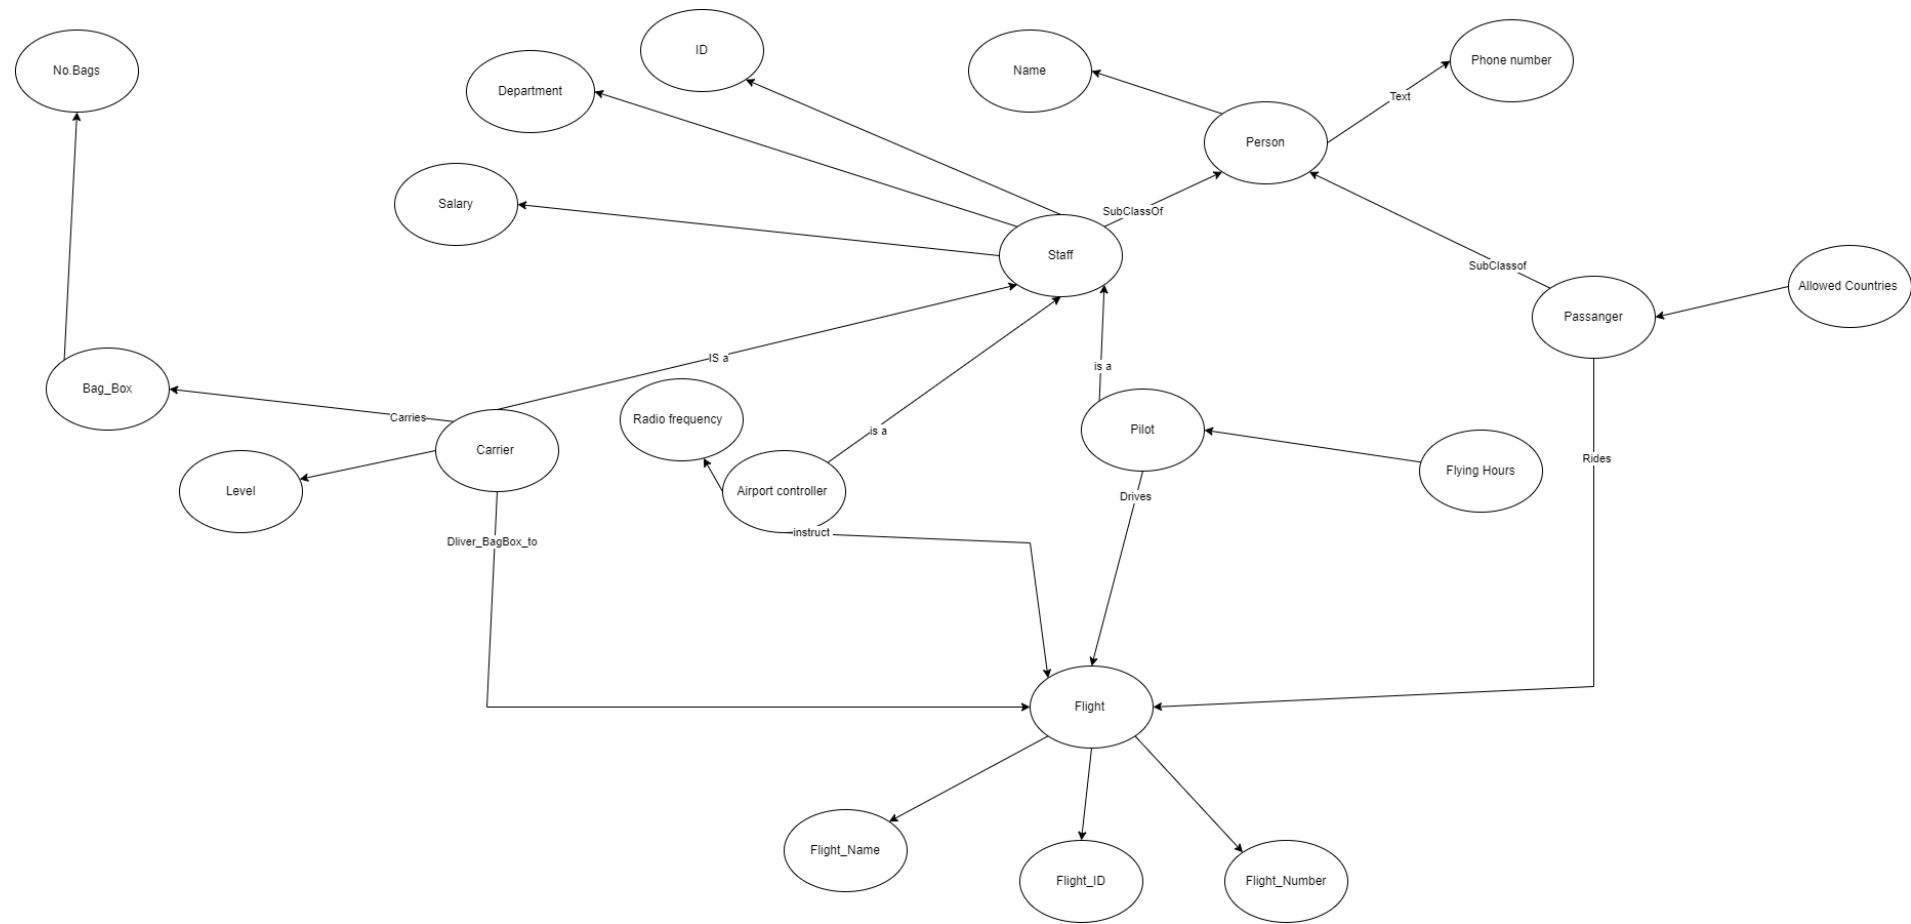 ID
No.Bags
Name
Phone number
Department
Text
Person
Salary
SubClassOf
Staff
SubClassof
Allowed Countries
Passanger
IS a
is a
Bag_Box
Carries
Radio frequency
is a
Pilot
Carrier
Rides
Flying Hours
Level
Airport controller
Drives
instruct
Dliver_BagBox_to
Flight
Flight_Name
Flight_ID
Flight_Number